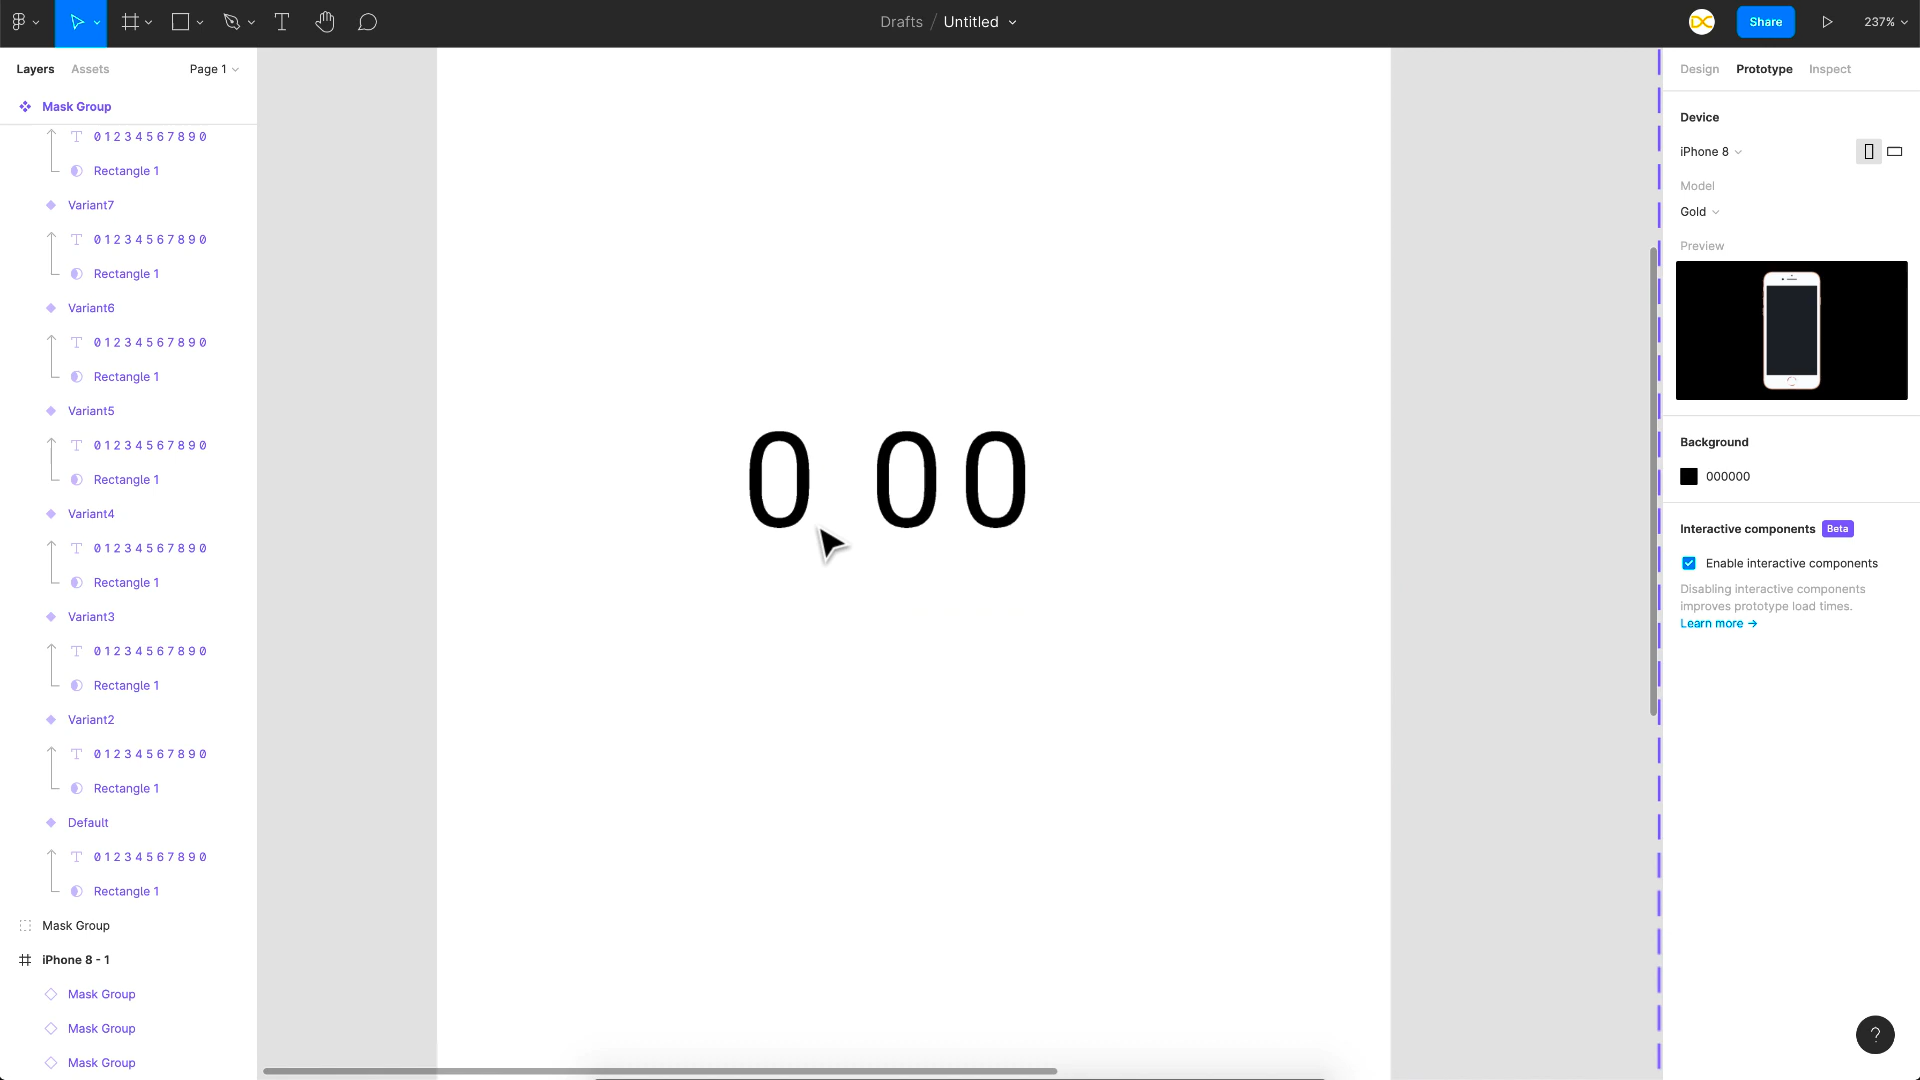 Drafts / Untitled
Share
237%
Layers
Assets
Page 1
Mask Group
0 1 2 3 4 5 6 7 8 9 0
Rectangle 1
Variant7
0 1 2 3 4 5 6 7 8 9 0
Rectangle 1
Variant6
0 1 2 3 4 5 6 7 8 9 0
Rectangle 1
Variant5
0 1 2 3 4 5 6 7 8 9 0
Rectangle 1
Variant4
0 1 2 3 4 5 6 7 8 9 0
Rectangle 1
Variant3
0 1 2 3 4 5 6 7 8 9 0
Rectangle 1
Variant2
0 1 2 3 4 5 6 7 8 9 0
Rectangle 1
Default
0 1 2 3 4 5 6 7 8 9 0
Rectangle 1
Mask Group
iPhone 8 - 1
Mask Group
Mask Group
Mask Group
0 0 0
Design
Prototype
Inspect
Device
iPhone 8
Model
Gold
Preview
Background
000000
Interactive components Beta
Enable interactive components
Disabling interactive components
improves prototype load times.
Learn more →
?